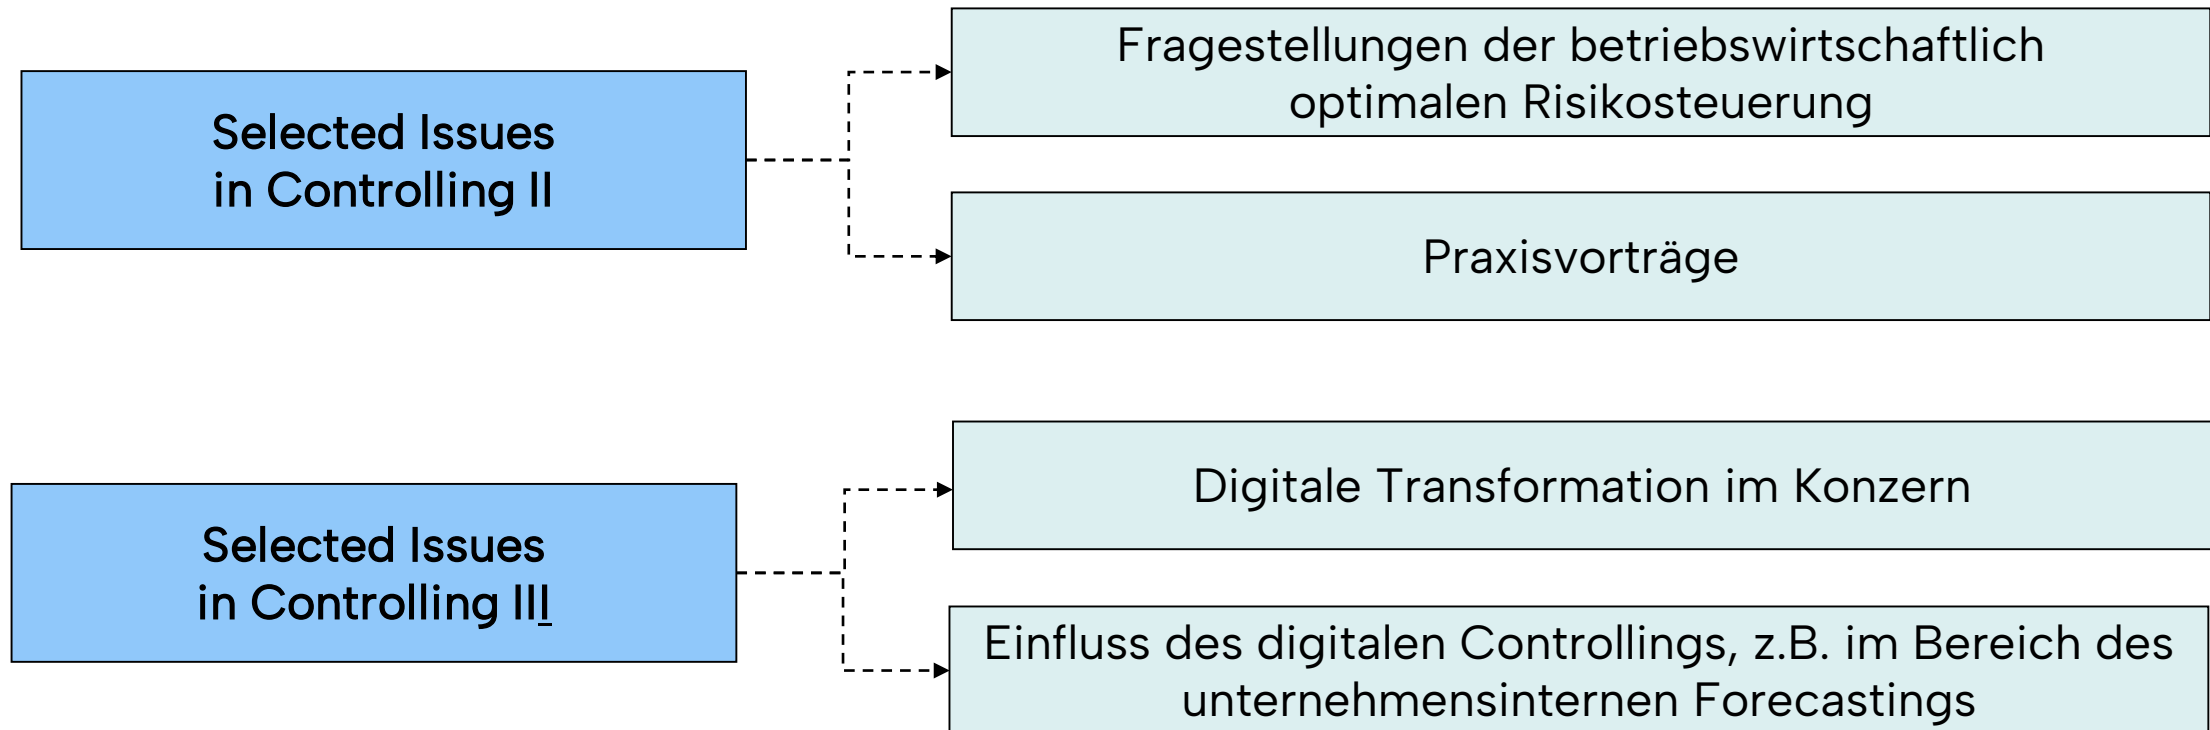 Selected Issues
in Controlling II
Fragestellungen der betriebswirtschaftlich
optimalen Risikosteuerung
Praxisvorträge
Selected Issues
in Controlling III
Digitale Transformation im Konzern
Einfluss des digitalen Controllings, z.B. im Bereich des
unternehmensinternen Forecastings